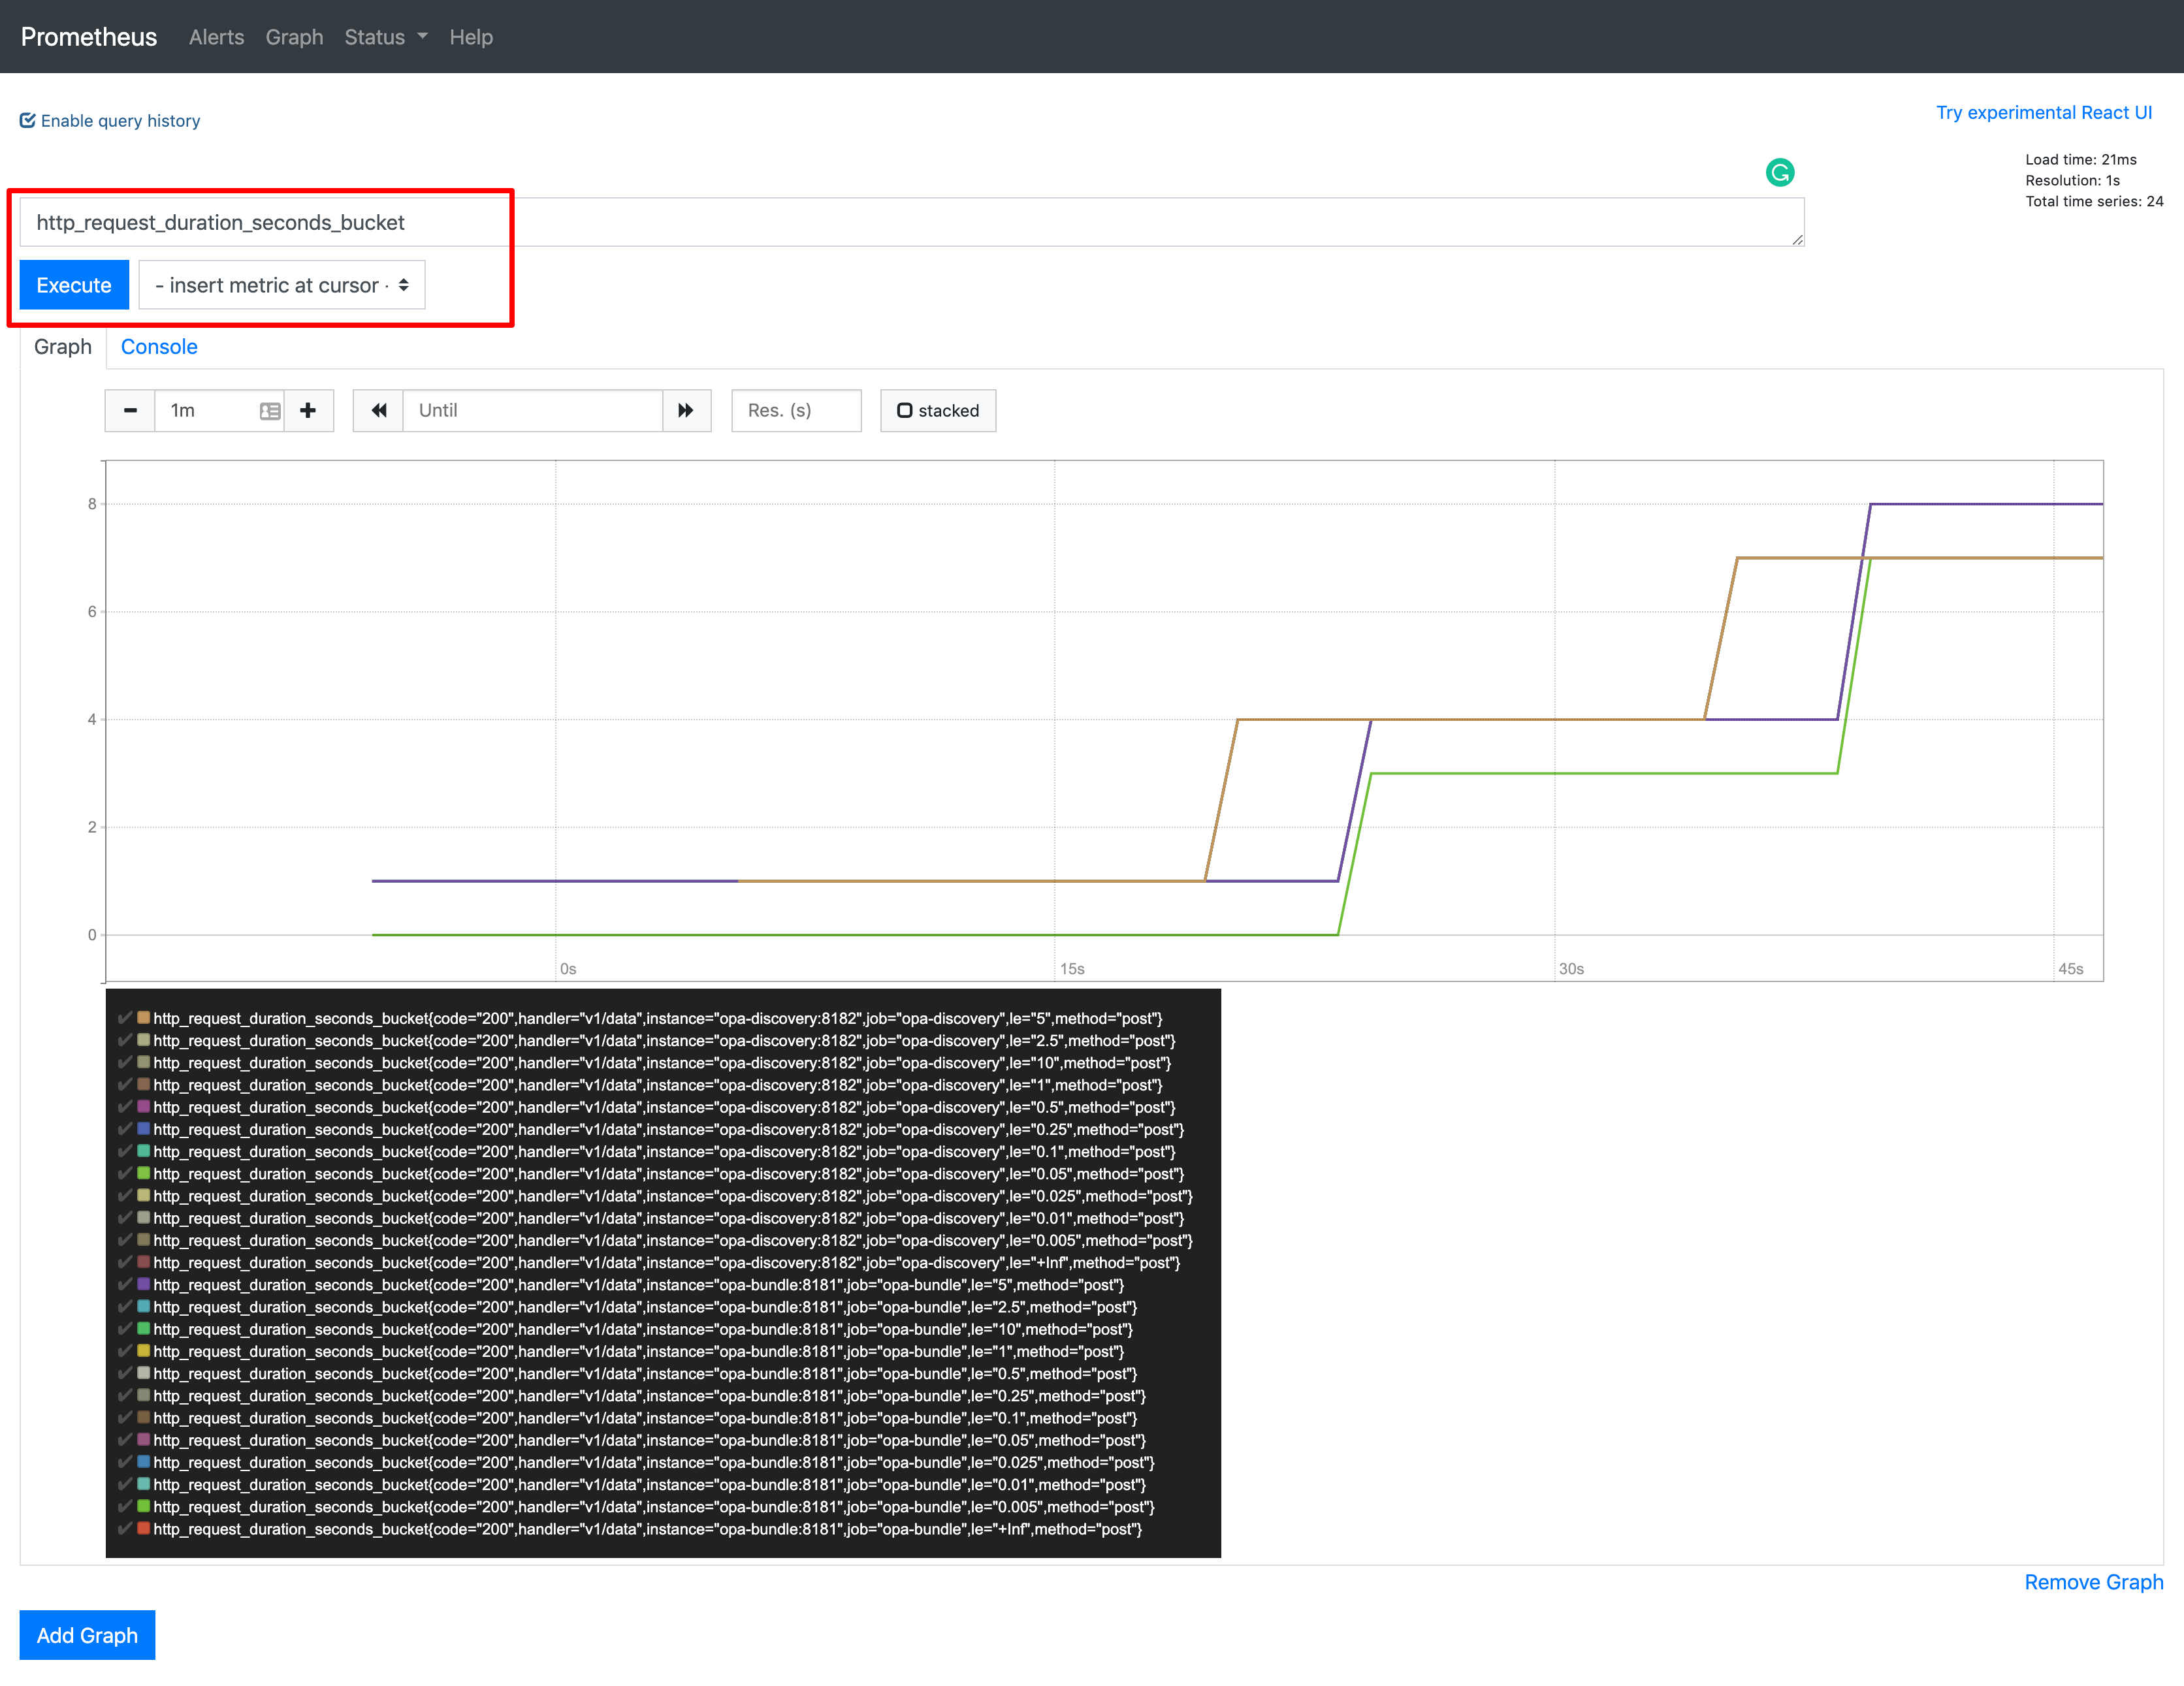 Prometheus Alerts Graph Status Help
Enable query history
Try experimental React UI
Load time: 21ms
Resolution: 1s
Total time series: 24
http_request_duration_seconds_bucket
Execute - insert metric at cursor -
Graph Console
- 1m + Until Res. (s) stacked
8
6
4
2
0
0s 15s 30s 45s
http_request_duration_seconds_bucket{code="200",handler="v1/data",instance="opa-discovery:8182",job="opa-discovery",le="5",method="post"}
http_request_duration_seconds_bucket{code="200",handler="v1/data",instance="opa-discovery:8182",job="opa-discovery",le="2.5",method="post"}
http_request_duration_seconds_bucket{code="200",handler="v1/data",instance="opa-discovery:8182",job="opa-discovery",le="10",method="post"}
http_request_duration_seconds_bucket{code="200",handler="v1/data",instance="opa-discovery:8182",job="opa-discovery",le="1",method="post"}
http_request_duration_seconds_bucket{code="200",handler="v1/data",instance="opa-discovery:8182",job="opa-discovery",le="0.5",method="post"}
http_request_duration_seconds_bucket{code="200",handler="v1/data",instance="opa-discovery:8182",job="opa-discovery",le="0.25",method="post"}
http_request_duration_seconds_bucket{code="200",handler="v1/data",instance="opa-discovery:8182",job="opa-discovery",le="0.1",method="post"}
http_request_duration_seconds_bucket{code="200",handler="v1/data",instance="opa-discovery:8182",job="opa-discovery",le="0.05",method="post"}
http_request_duration_seconds_bucket{code="200",handler="v1/data",instance="opa-discovery:8182",job="opa-discovery",le="0.025",method="post"}
http_request_duration_seconds_bucket{code="200",handler="v1/data",instance="opa-discovery:8182",job="opa-discovery",le="0.01",method="post"}
http_request_duration_seconds_bucket{code="200",handler="v1/data",instance="opa-discovery:8182",job="opa-discovery",le="0.005",method="post"}
http_request_duration_seconds_bucket{code="200",handler="v1/data",instance="opa-discovery:8182",job="opa-discovery",le="+Inf",method="post"}
http_request_duration_seconds_bucket{code="200",handler="v1/data",instance="opa-bundle:8181",job="opa-bundle",le="5",method="post"}
http_request_duration_seconds_bucket{code="200",handler="v1/data",instance="opa-bundle:8181",job="opa-bundle",le="2.5",method="post"}
http_request_duration_seconds_bucket{code="200",handler="v1/data",instance="opa-bundle:8181",job="opa-bundle",le="10",method="post"}
http_request_duration_seconds_bucket{code="200",handler="v1/data",instance="opa-bundle:8181",job="opa-bundle",le="1",method="post"}
http_request_duration_seconds_bucket{code="200",handler="v1/data",instance="opa-bundle:8181",job="opa-bundle",le="0.5",method="post"}
http_request_duration_seconds_bucket{code="200",handler="v1/data",instance="opa-bundle:8181",job="opa-bundle",le="0.25",method="post"}
http_request_duration_seconds_bucket{code="200",handler="v1/data",instance="opa-bundle:8181",job="opa-bundle",le="0.1",method="post"}
http_request_duration_seconds_bucket{code="200",handler="v1/data",instance="opa-bundle:8181",job="opa-bundle",le="0.05",method="post"}
http_request_duration_seconds_bucket{code="200",handler="v1/data",instance="opa-bundle:8181",job="opa-bundle",le="0.025",method="post"}
http_request_duration_seconds_bucket{code="200",handler="v1/data",instance="opa-bundle:8181",job="opa-bundle",le="0.01",method="post"}
http_request_duration_seconds_bucket{code="200",handler="v1/data",instance="opa-bundle:8181",job="opa-bundle",le="0.005",method="post"}
http_request_duration_seconds_bucket{code="200",handler="v1/data",instance="opa-bundle:8181",job="opa-bundle",le="+Inf",method="post"}
Remove Graph
Add Graph